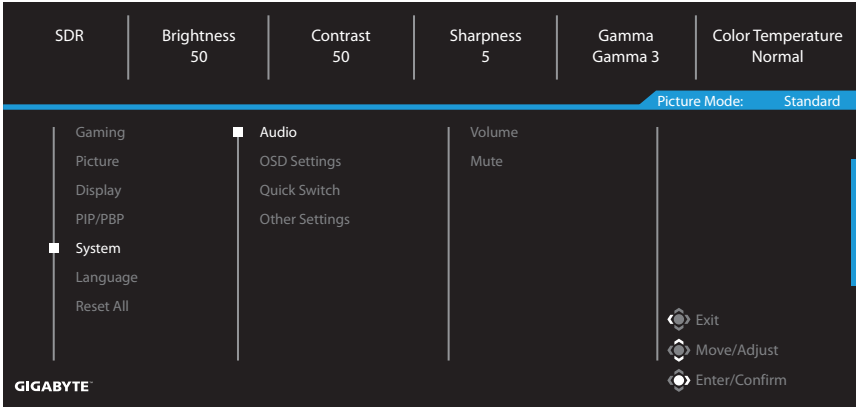 SDR Brightness Contrast Sharpness Gamma Color Temperature
50 50 5 Gamma 3 Normal
Picture Mode: Standard
Gaming Audio Volume
Picture OSD Settings Mute
Display Quick Switch
PIP/PBP Other Settings
System
Language
Reset All
Exit
Move/Adjust
GIGABYTE™ Enter/Confirm